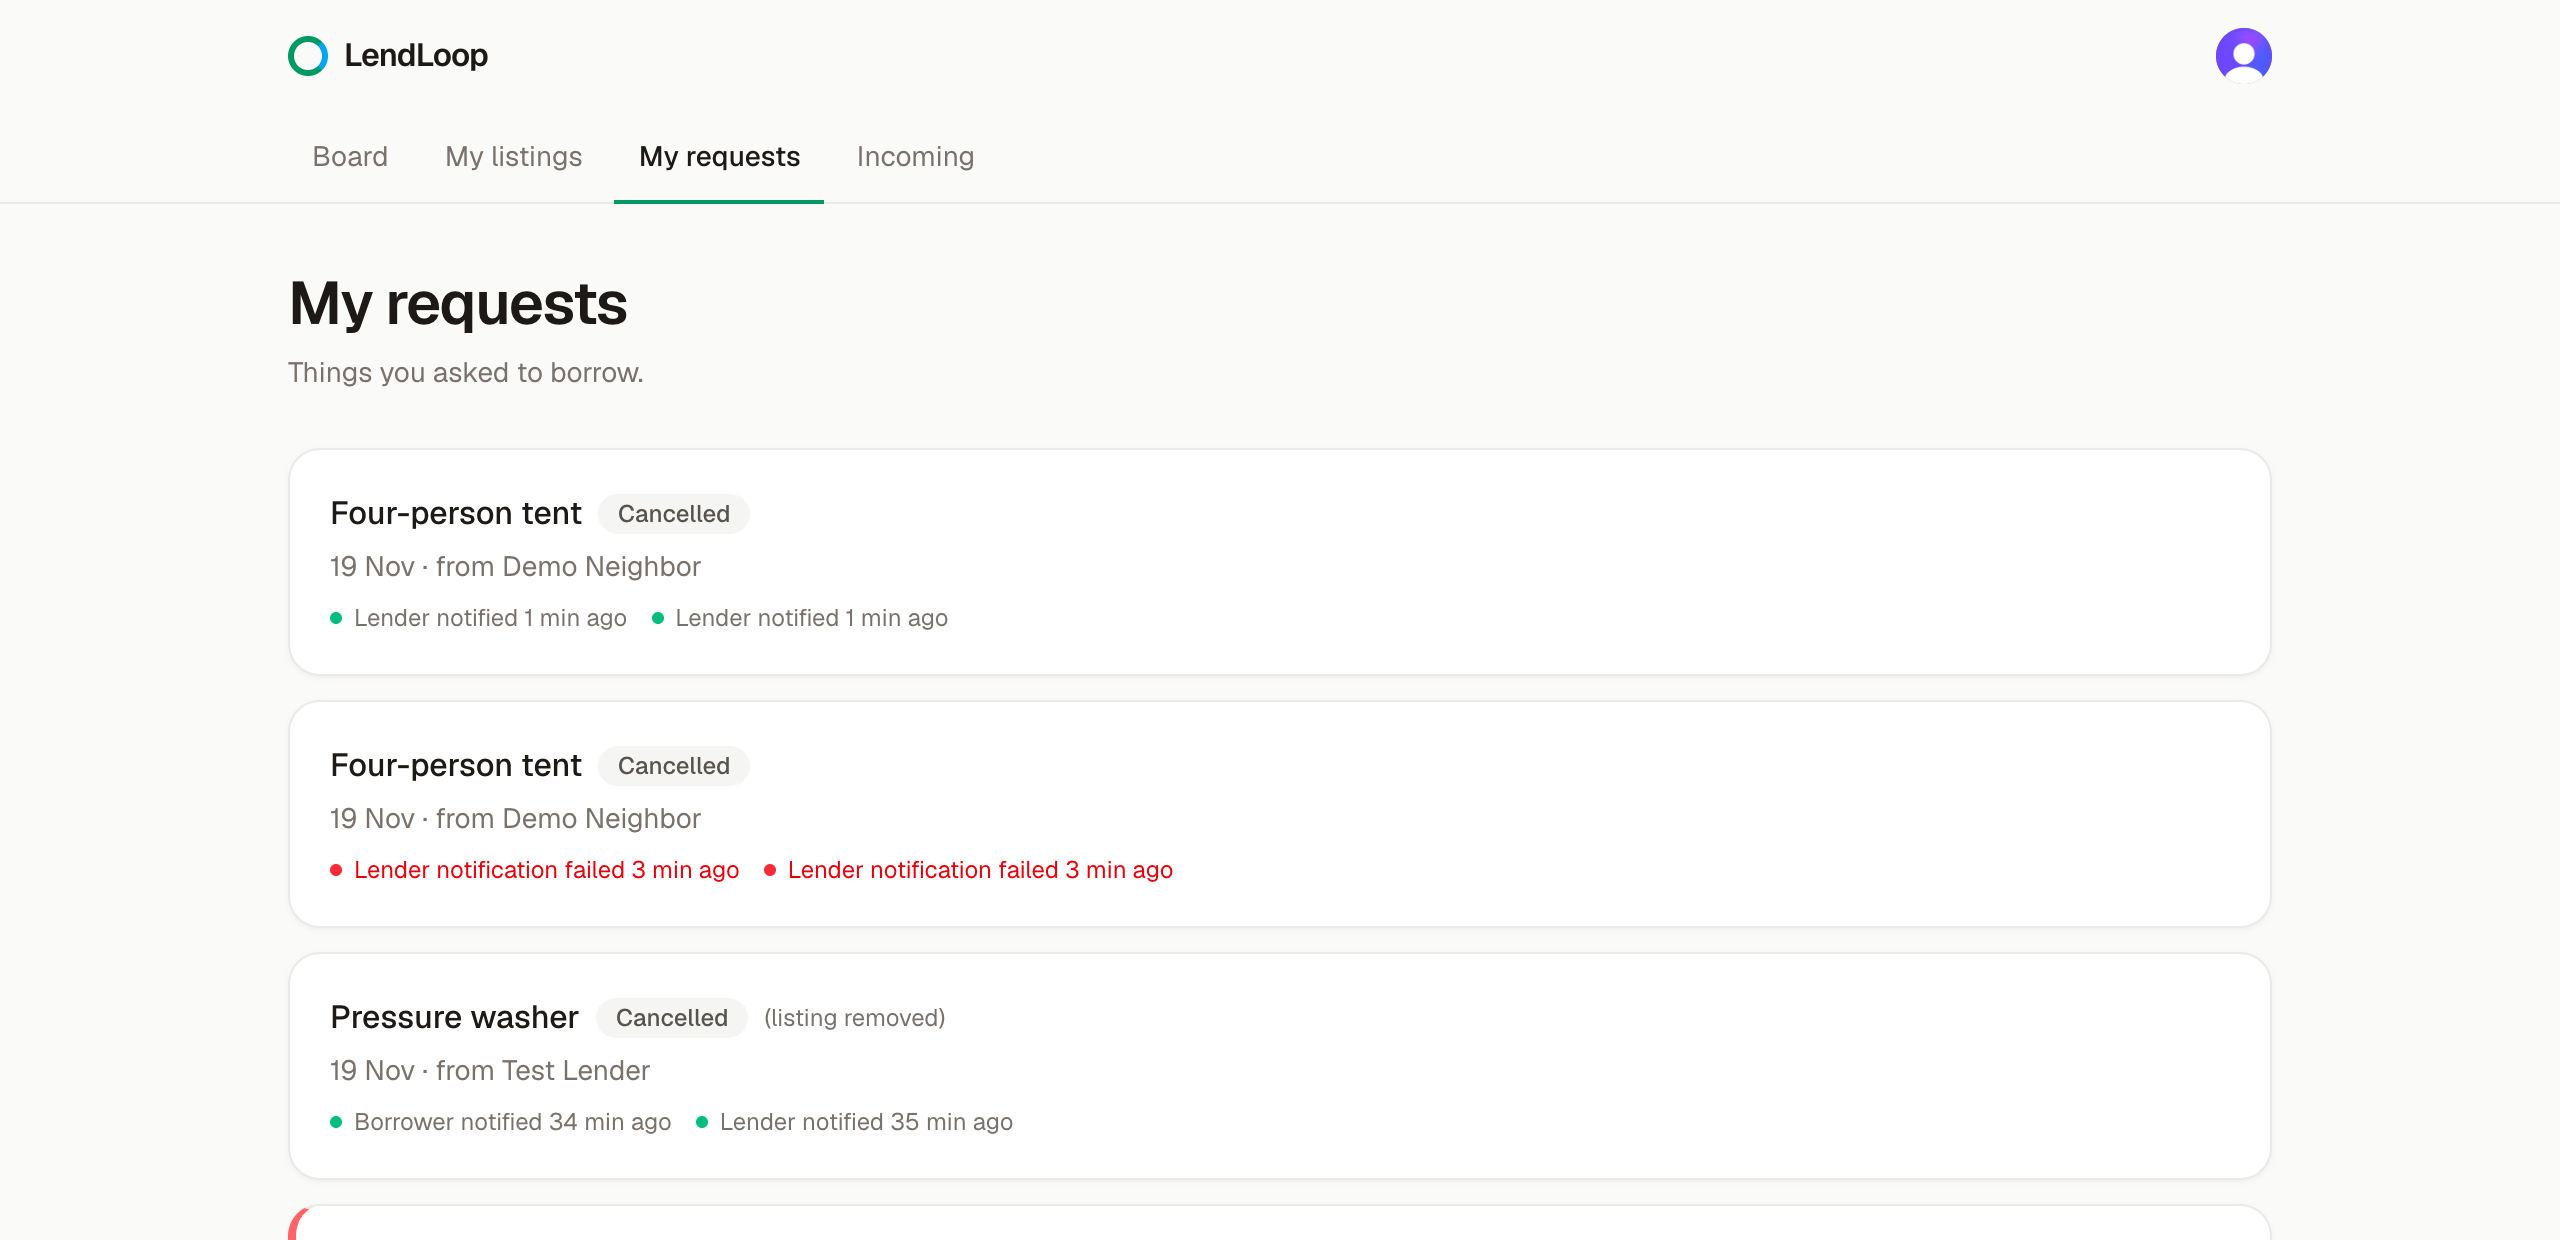 LendLoop
Board My listings My requests Incoming
My requests
Things you asked to borrow.
Four-person tent Cancelled
19 Nov · from Demo Neighbor
Lender notified 1 min ago Lender notified 1 min ago
Four-person tent Cancelled
19 Nov · from Demo Neighbor
Lender notification failed 3 min ago Lender notification failed 3 min ago
Pressure washer Cancelled (listing removed)
19 Nov · from Test Lender
Borrower notified 34 min ago Lender notified 35 min ago